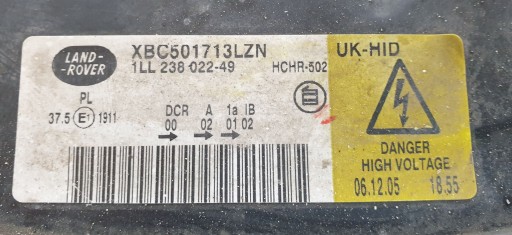 LAND-
-ROVER
XBC501713LZN
1LL 238 022-49
HCHR-502
PL
37.5 E1 1911
DCR A 1a IB
00 02 01 02
UK-HID
DANGER
HIGH VOLTAGE
06.12.05 18.55